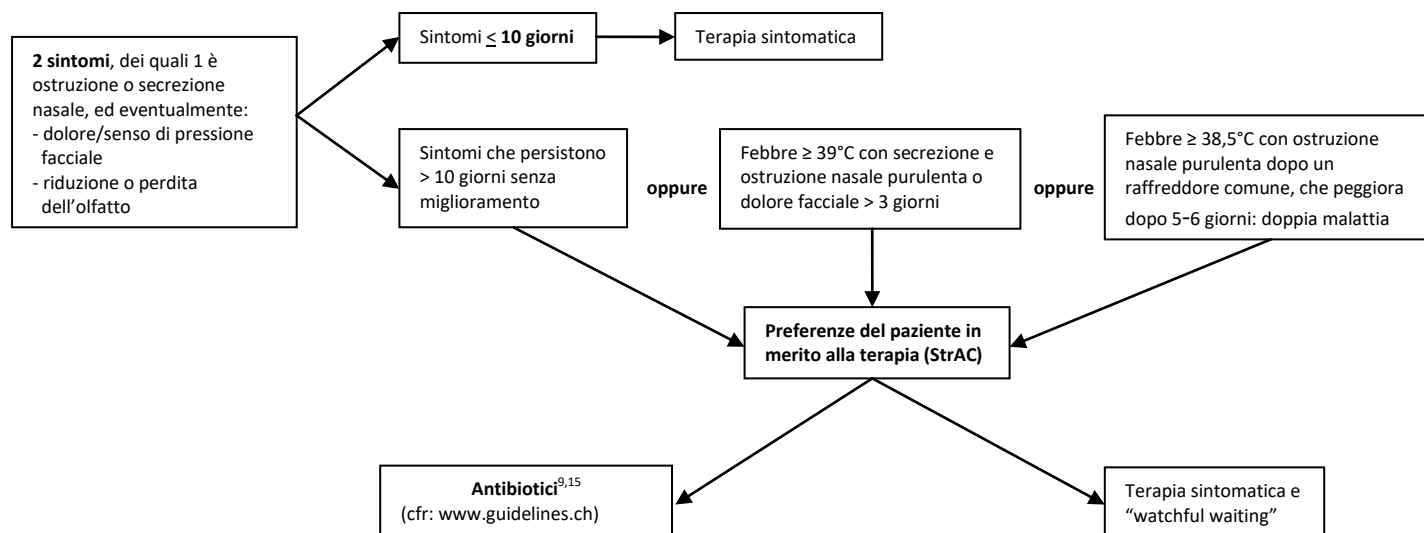 2 sintomi, dei quali 1 è
ostruzione o secrezione
nasale, ed eventualmente:
- dolore/senso di pressione
facciale
- riduzione o perdita
dell'olfatto
Sintomi ≤ 10 giorni
Terapia sintomatica
Sintomi che persistono
> 10 giorni senza
miglioramento
oppure
Febbre ≥ 39°C con secrezione e
ostruzione nasale purulenta o
dolore facciale > 3 giorni
oppure
Febbre ≥ 38,5°C con ostruzione
nasale purulenta dopo un
raffreddore comune, che peggiora
dopo 5-6 giorni: doppia malattia
Preferenze del paziente in
merito alla terapia (StrAC)
Antibiotici9,15
(cfr: www.guidelines.ch)
Terapia sintomatica e
“watchful waiting”